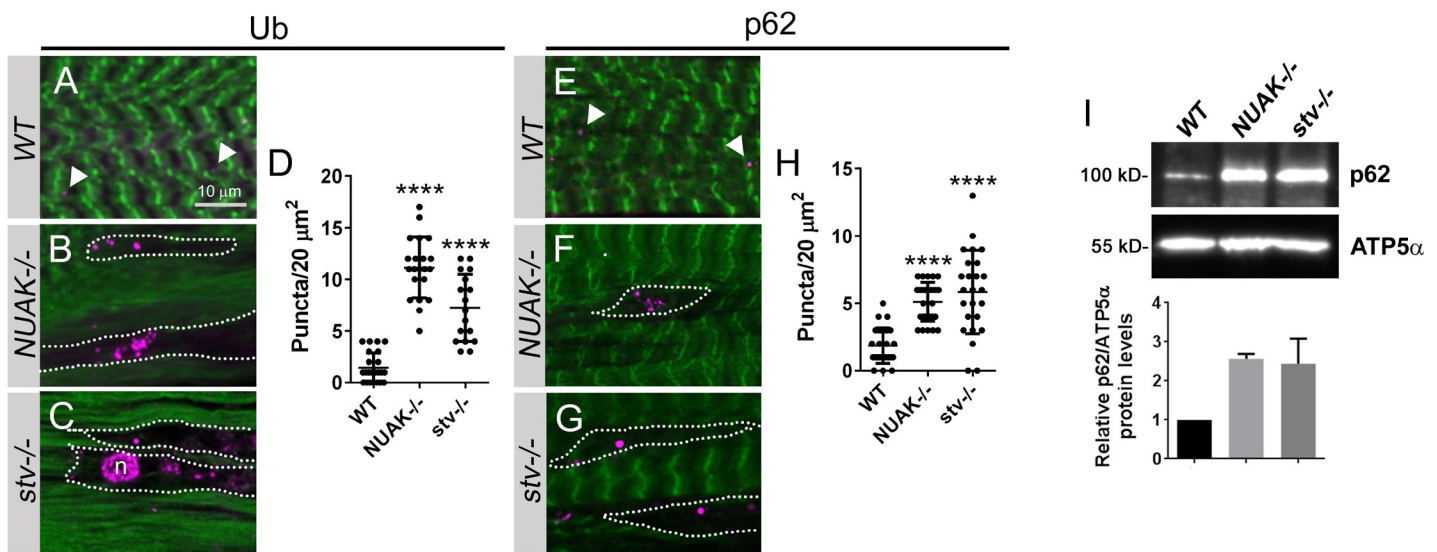 Ub
p62
WT
NUAK-/-
stv-/-
A
10 μm
B
C
n
D
Puncta/20 μm²
20
15
10
5
0
****
****
WT
NUAK-/-
stv-/-
WT
NUAK-/-
stv-/-
E
F
G
H
Puncta/20 μm²
15
10
5
0
****
****
WT
NUAK-/-
stv-/-
I
WT
NUAK-/-
stv-/-
100 kD-
p62
55 kD-
ATP5α
Relative p62/ATP5α
protein levels
4
3
2
1
0